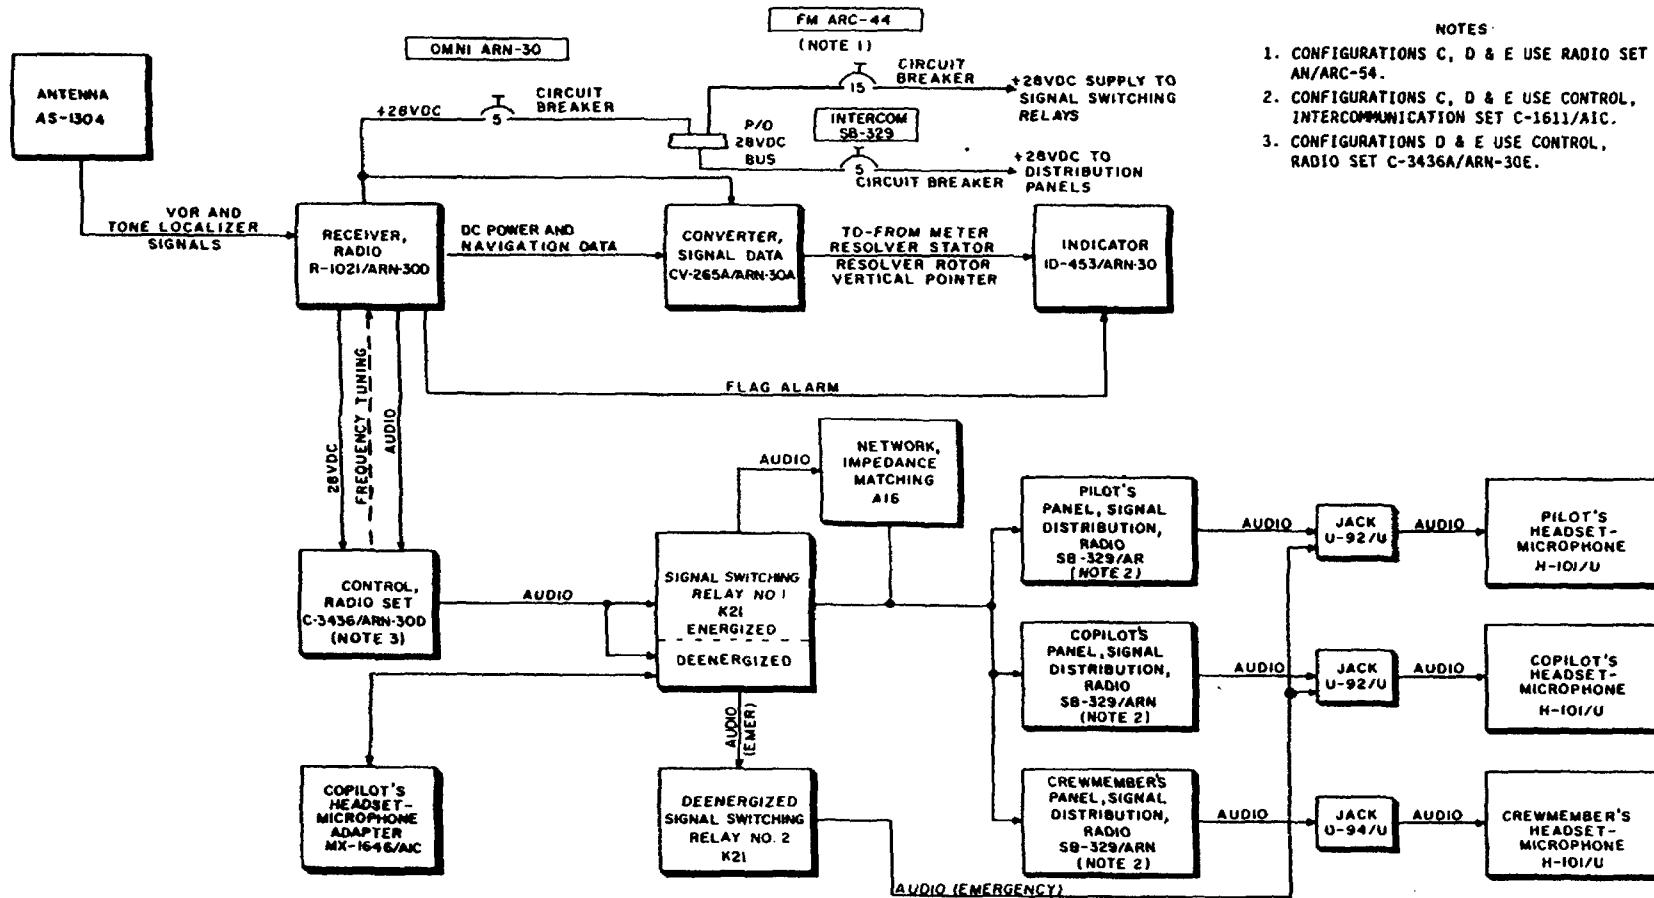 FM ARC-44
(NOTE 1)
OMNI ARN-30
NOTES
1. CONFIGURATIONS C, D & E USE RADIO SET
AN/ARC-54.
2. CONFIGURATIONS C, D & E USE CONTROL,
INTERCOMMUNICATION SET C-1611/AIC.
3. CONFIGURATIONS D & E USE CONTROL,
RADIO SET C-3436A/ARN-30E.
ANTENNA
AS-1304
+28VDC
5
CIRCUIT
BREAKER
15
CIRCUIT
BREAKER
+28VDC SUPPLY TO
SIGNAL SWITCHING
RELAYS
P/O
28VDC
BUS
INTERCOM
SB-329
5
CIRCUIT BREAKER
+28VDC TO
DISTRIBUTION
PANELS
VOR AND
TONE LOCALIZER
SIGNALS
RECEIVER,
RADIO
R-1021/ARN-30D
DC POWER AND
NAVIGATION DATA
CONVERTER,
SIGNAL DATA
CV-265A/ARN-30A
TO-FROM METER
RESOLVER STATOR
RESOLVER ROTOR
VERTICAL POINTER
INDICATOR
ID-453/ARN-30
28VDC
FREQUENCY TUNING
AUDIO
FLAG ALARM
AUDIO
NETWORK,
IMPEDANCE
MATCHING
A16
CONTROL,
RADIO SET
C-3436/ARN-30D
(NOTE 3)
AUDIO
SIGNAL SWITCHING
RELAY NO 1
K21
ENERGIZED
DEENERGIZED
PILOT'S
PANEL, SIGNAL
DISTRIBUTION,
RADIO
SB-329/AR
(NOTE 2)
AUDIO
JACK
U-92/U
AUDIO
PILOT'S
HEADSET-
MICROPHONE
H-101/U
COPILOT'S
PANEL, SIGNAL
DISTRIBUTION,
RADIO
SB-329/ARN
(NOTE 2)
AUDIO
JACK
U-92/U
AUDIO
COPILOT'S
HEADSET-
MICROPHONE
H-101/U
AUDIO
(EMER)
COPILOT'S
HEADSET-
MICROPHONE
ADAPTER
MX-1646/AIC
DEENERGIZED
SIGNAL SWITCHING
RELAY NO. 2
K21
CREWMEMBER'S
PANEL, SIGNAL
DISTRIBUTION,
RADIO
SB-329/ARN
(NOTE 2)
AUDIO
JACK
U-94/U
AUDIO
CREWMEMBER'S
HEADSET-
MICROPHONE
H-101/U
AUDIO (EMERGENCY)